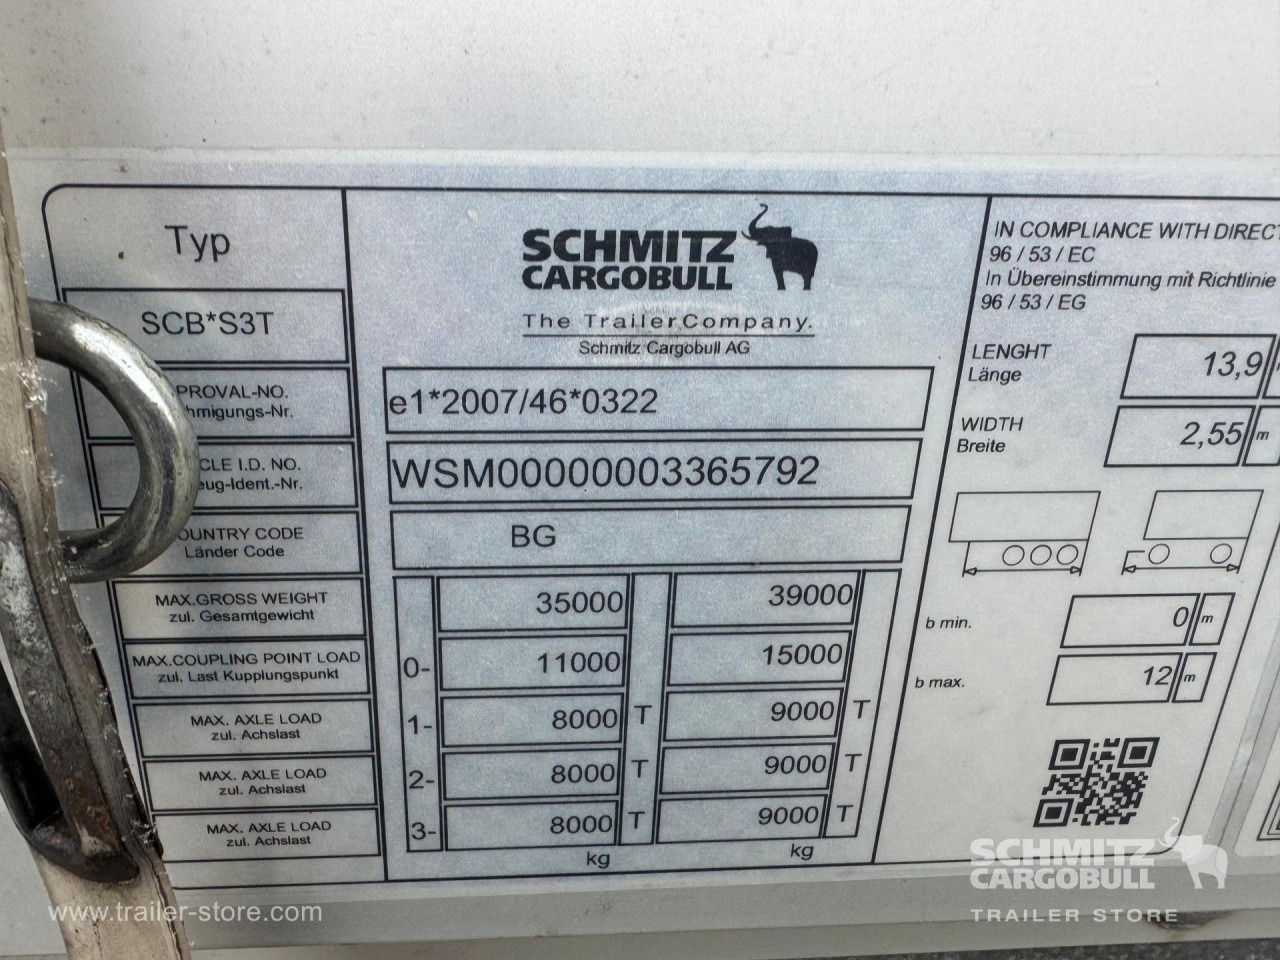 Typ
SCB*S3T
PROVAL-NO.
hmigungs-Nr.
CLE I.D. NO.
eug-Ident.-Nr.
OUNTRY CODE
Länder Code
MAX.GROSS WEIGHT
zul. Gesamtgewicht
MAX.COUPLING POINT LOAD
zul. Last Kupplungspunkt
MAX. AXLE LOAD
zul. Achslast
MAX. AXLE LOAD
zul. Achslast
MAX. AXLE LOAD
zul. Achslast
SCHMITZ
CARGOBULL
The TrailerCompany.
Schmitz Cargobull AG
e1*2007/46*0322
WSM00000003365792
BG
35000 39000
0- 11000 15000
1- 8000 T 9000 T
2- 8000 T 9000 T
3- 8000 T 9000 T
kg kg
IN COMPLIANCE WITH DIRECT
96 / 53 / EC
In Übereinstimmung mit Richtlinie
96 / 53 / EG
LENGHT
Länge
13,9
WIDTH
Breite
2,55 m
b min. 0 m
b max. 12 m
SCHMITZ
CARGOBULL
TRAILER STORE
www.trailer-store.com